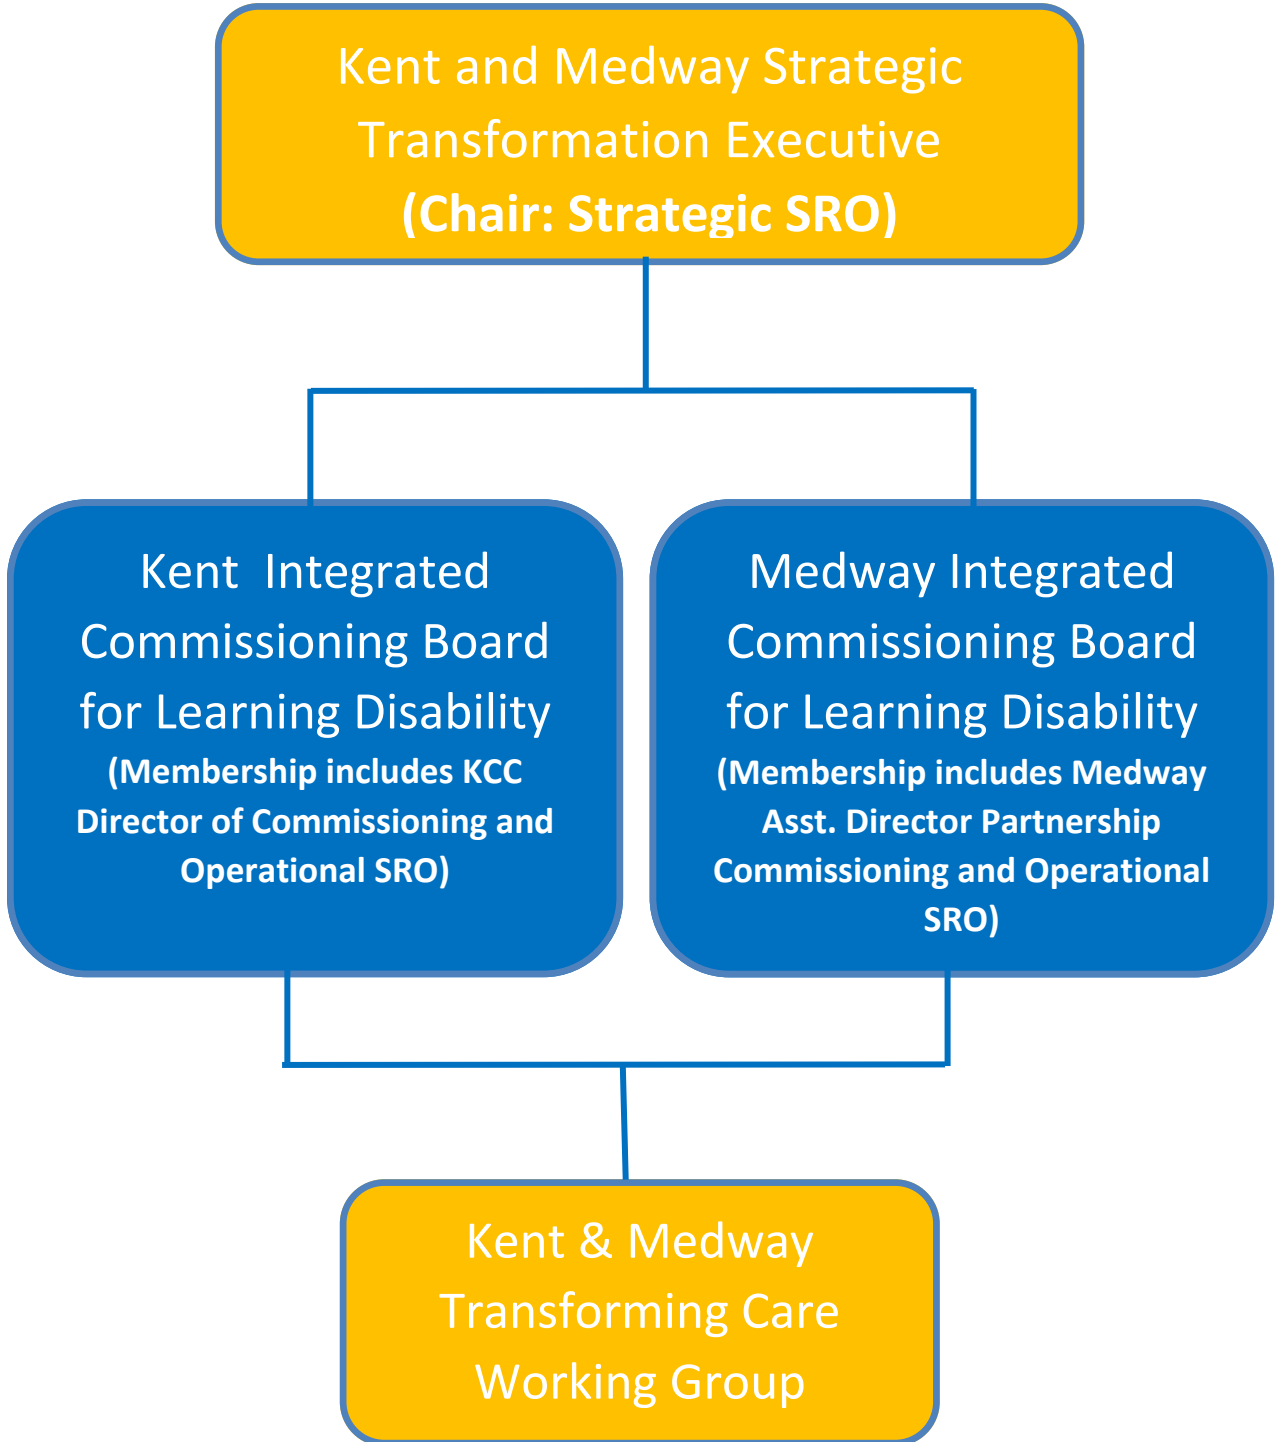 Kent and Medway Strategic
Transformation Executive
(Chair: Strategic SRO)
Kent  Integrated
Commissioning Board
for Learning Disability
(Membership includes KCC
Director of Commissioning and
Operational SRO)
Medway Integrated
Commissioning Board
for Learning Disability
(Membership includes Medway
Asst. Director Partnership
Commissioning and Operational
SRO)
Kent & Medway
Transforming Care
Working Group